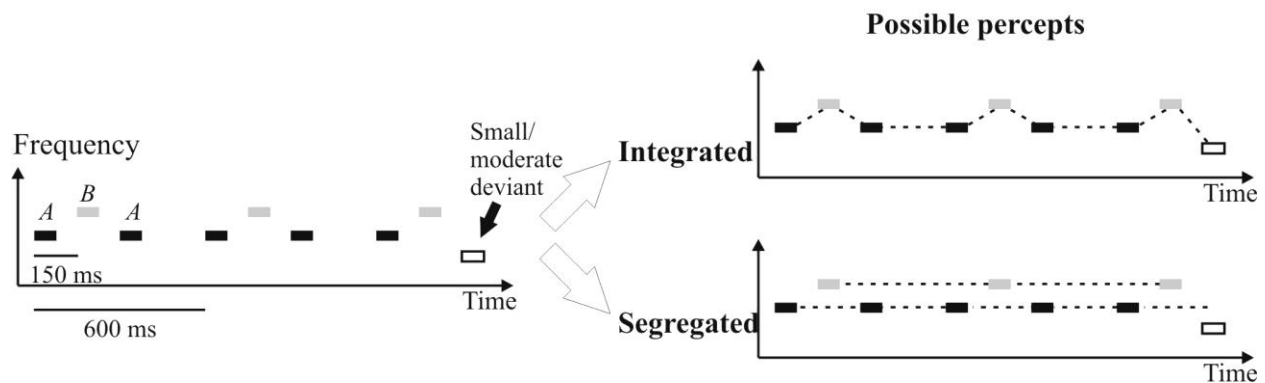 Possible percepts
Frequency
A
B
A
150 ms
600 ms
Small/
moderate
deviant
Time
Integrated
Time
Segregated
Time